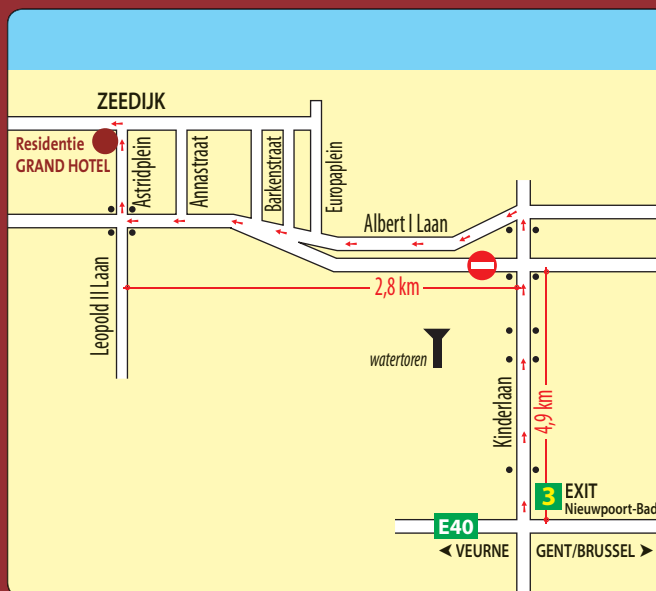 ZEEDIJK
Residentie
GRAND HOTEL
Astridplein
Annastraat
Barkenstraat
Europaplein
Albert I Laan
Leopold II Laan
2,8 km
watertoren
Kinderlaan
4,9 km
3 EXIT
Nieuwpoort-Bad
E40
VEURNE
GENT/BRUSSEL